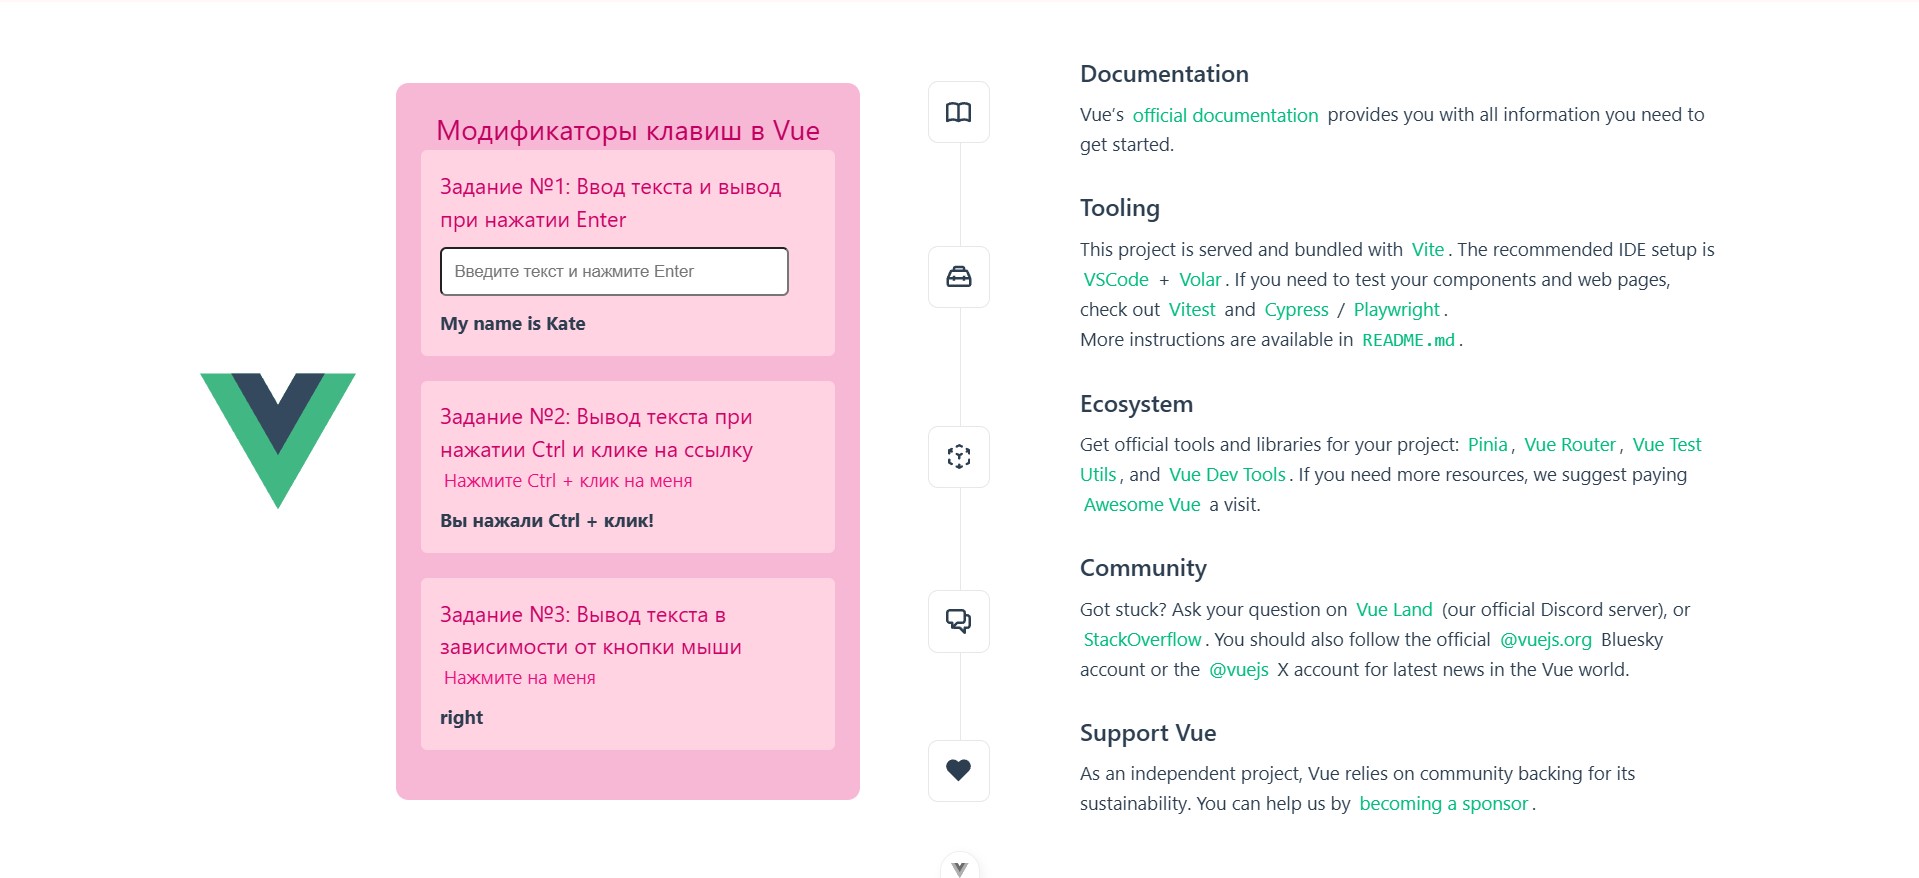 Модификаторы клавиш в Vue
Задание №1: Ввод текста и вывод
при нажатии Enter
Введите текст и нажмите Enter
My name is Kate
Задание №2: Вывод текста при
нажатии Ctrl и клике на ссылку
Нажмите Ctrl + клик на меня
Вы нажали Ctrl + клик!
Задание №3: Вывод текста в
зависимости от кнопки мыши
Нажмите на меня
right
Documentation
Vue’s official documentation provides you with all information you need to
get started.
Tooling
This project is served and bundled with Vite. The recommended IDE setup is
VSCode + Volar. If you need to test your components and web pages,
check out Vitest and Cypress / Playwright.
More instructions are available in README.md.
Ecosystem
Get official tools and libraries for your project: Pinia, Vue Router, Vue Test
Utils, and Vue Dev Tools. If you need more resources, we suggest paying
Awesome Vue a visit.
Community
Got stuck? Ask your question on Vue Land (our official Discord server), or
StackOverflow. You should also follow the official @vuejs.org Bluesky
account or the @vuejs X account for latest news in the Vue world.
Support Vue
As an independent project, Vue relies on community backing for its
sustainability. You can help us by becoming a sponsor.